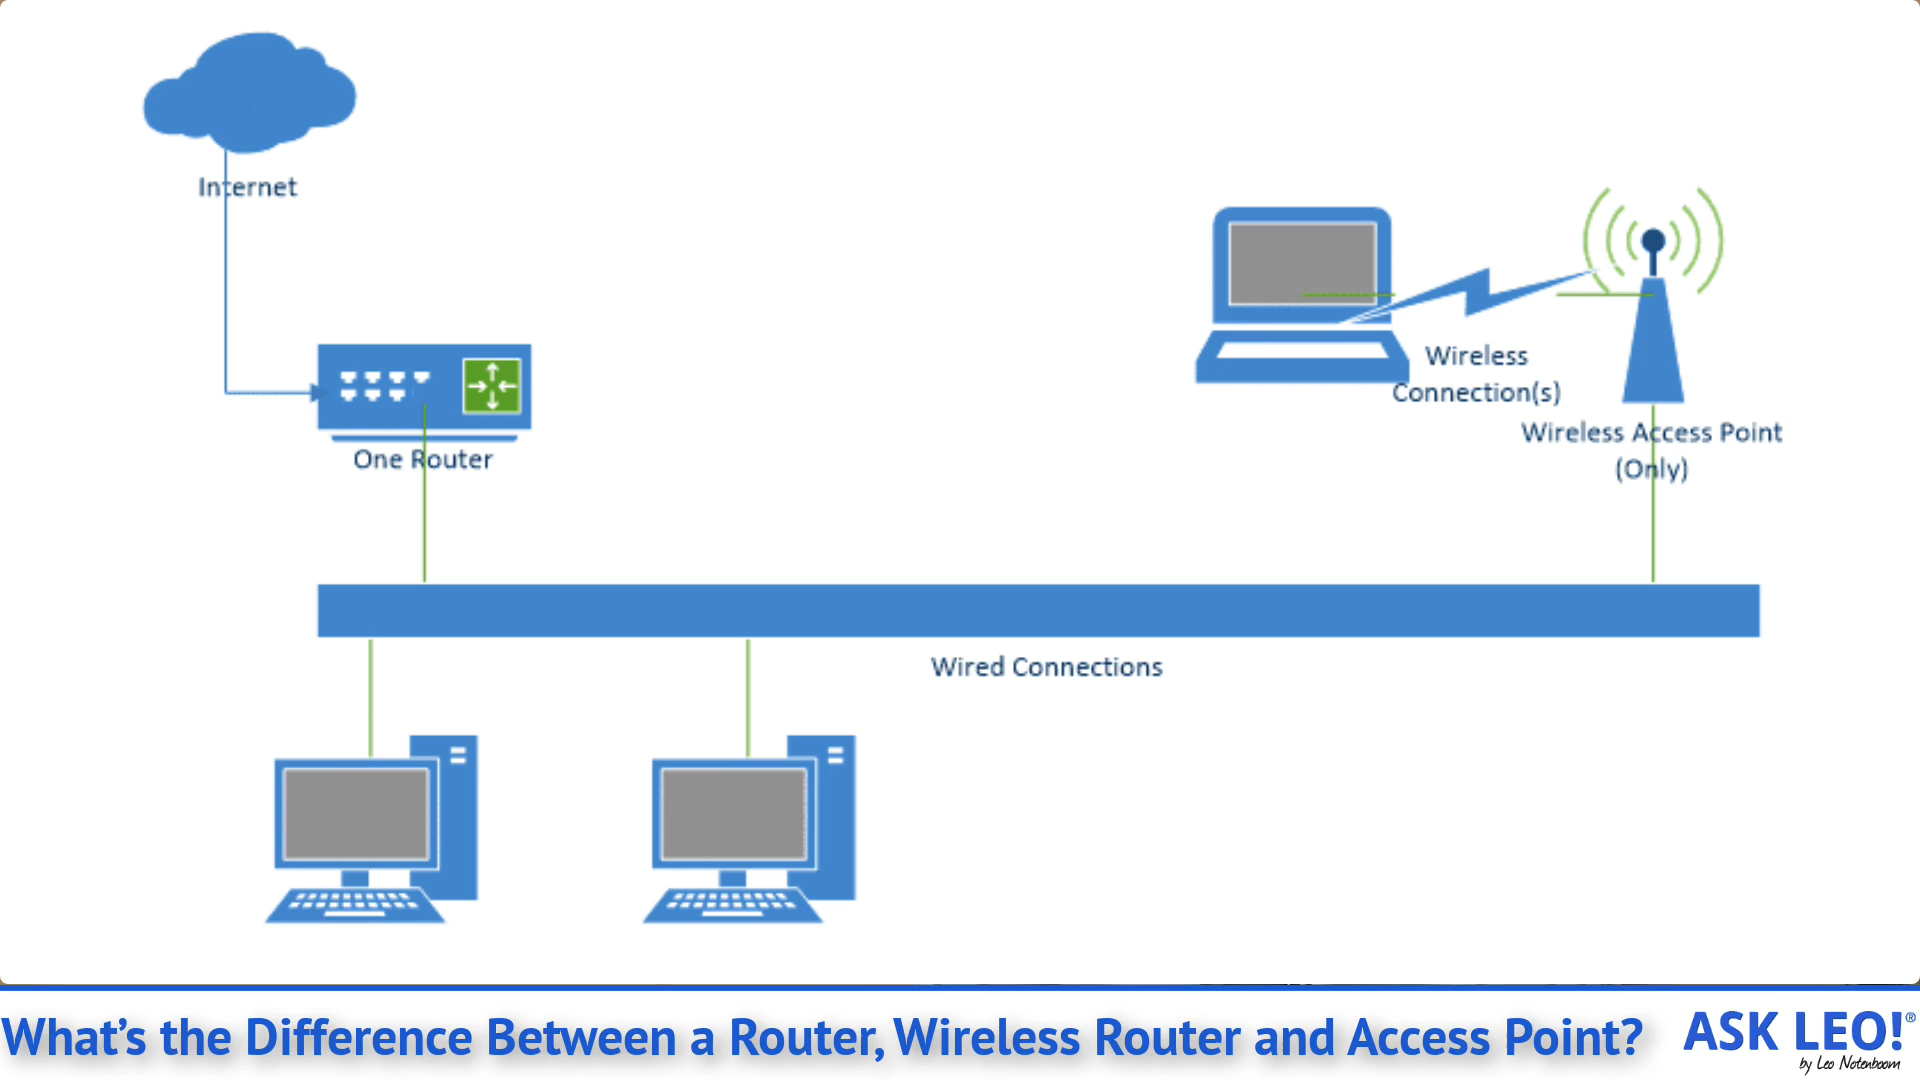 Internet
One Router
Wireless
Connection(s)
Wireless Access Point
(Only)
Wired Connections
What's the Difference Between a Router, Wireless Router and Access Point?
ASK LEO!®
by Leo Notenboom